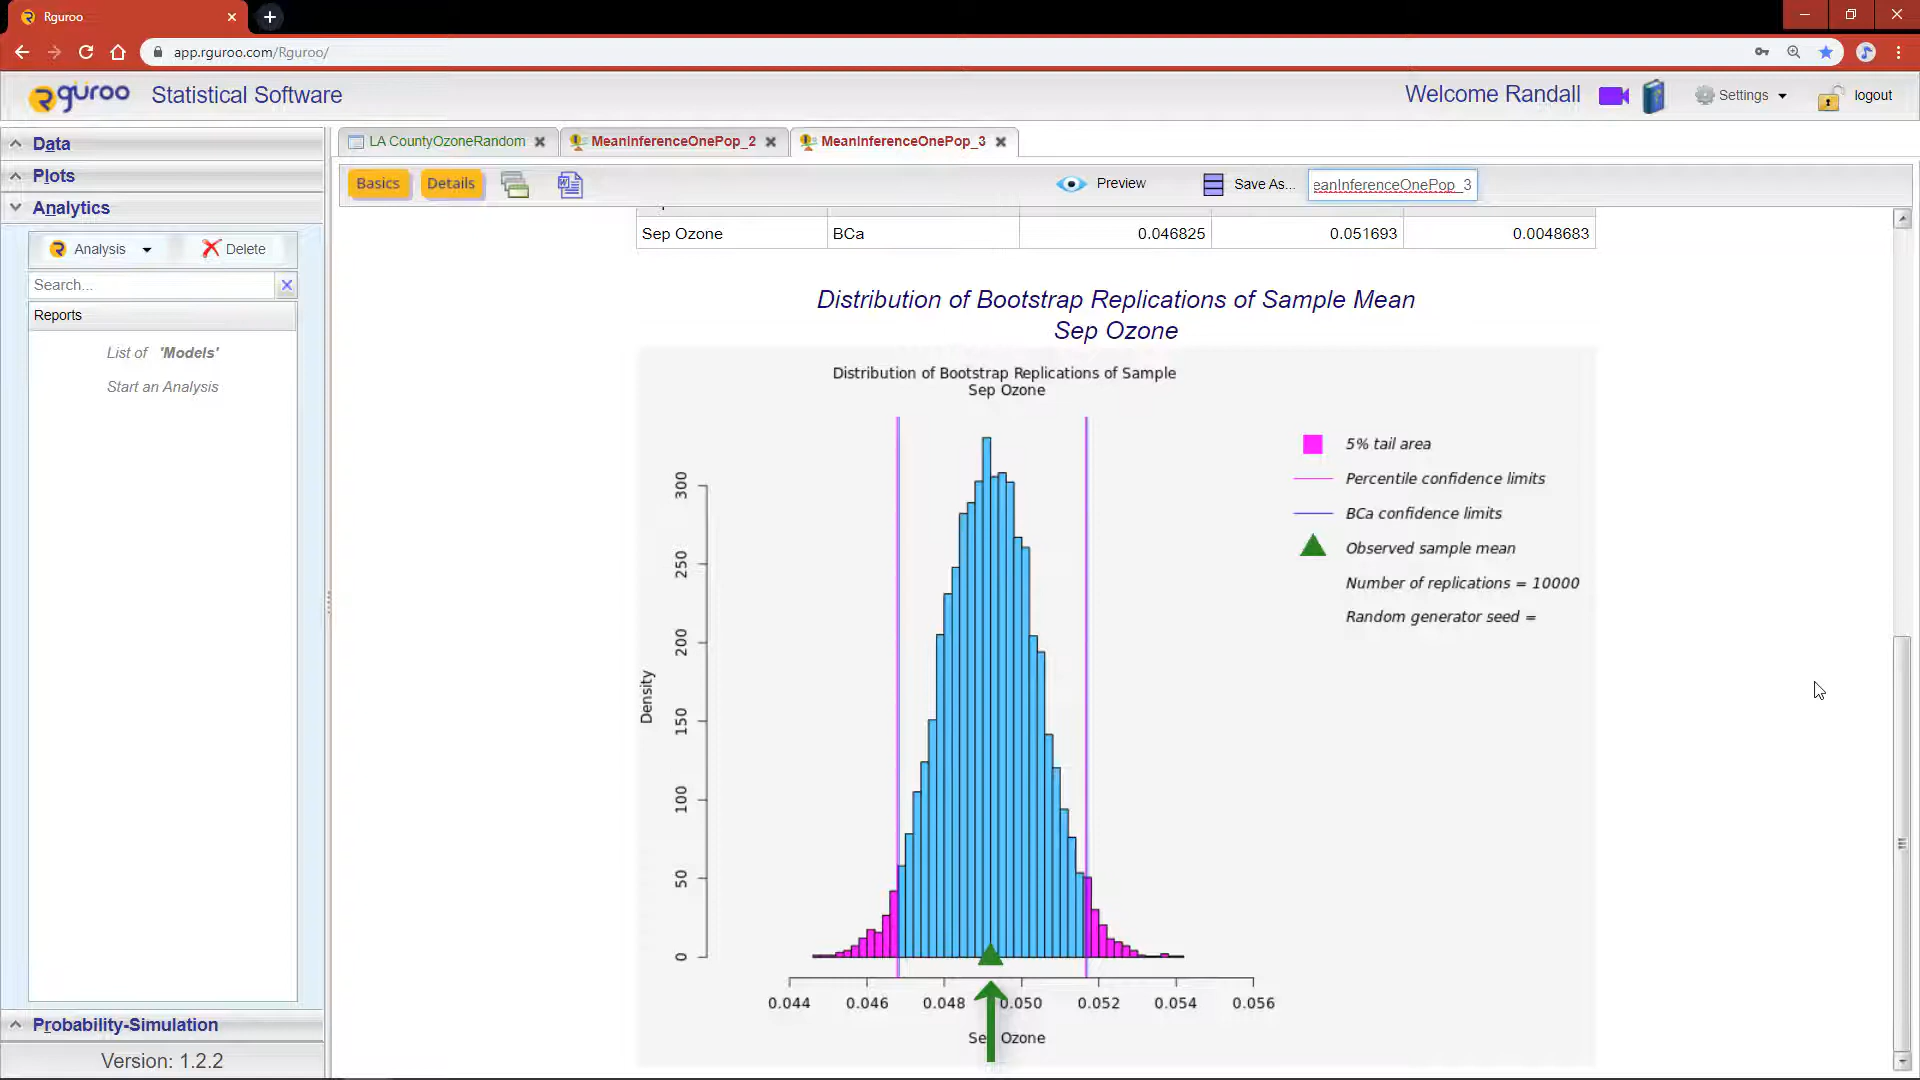 Rguroo
app.rguroo.com/Rguroo/
rguroo Statistical Software
Welcome Randall
Settings
logout
Data
Plots
Analytics
Analysis
Delete
Search...
Reports
List of 'Models'
Start an Analysis
Probability-Simulation
Version: 1.2.2
LA CountyOzoneRandom
MeanInferenceOnePop_2
MeanInferenceOnePop_3
Basics
Details
Preview
Save As...
eanInferenceOnePop_3
Sep Ozone BCa 0.046825 0.051693 0.0048683
Distribution of Bootstrap Replications of Sample Mean
Sep Ozone
Distribution of Bootstrap Replications of Sample
Sep Ozone
5% tail area
Percentile confidence limits
BCa confidence limits
Observed sample mean
Number of replications = 10000
Random generator seed =
Density
300
250
200
150
100
50
0
0.044 0.046 0.048 0.050 0.052 0.054 0.056
Sep Ozone